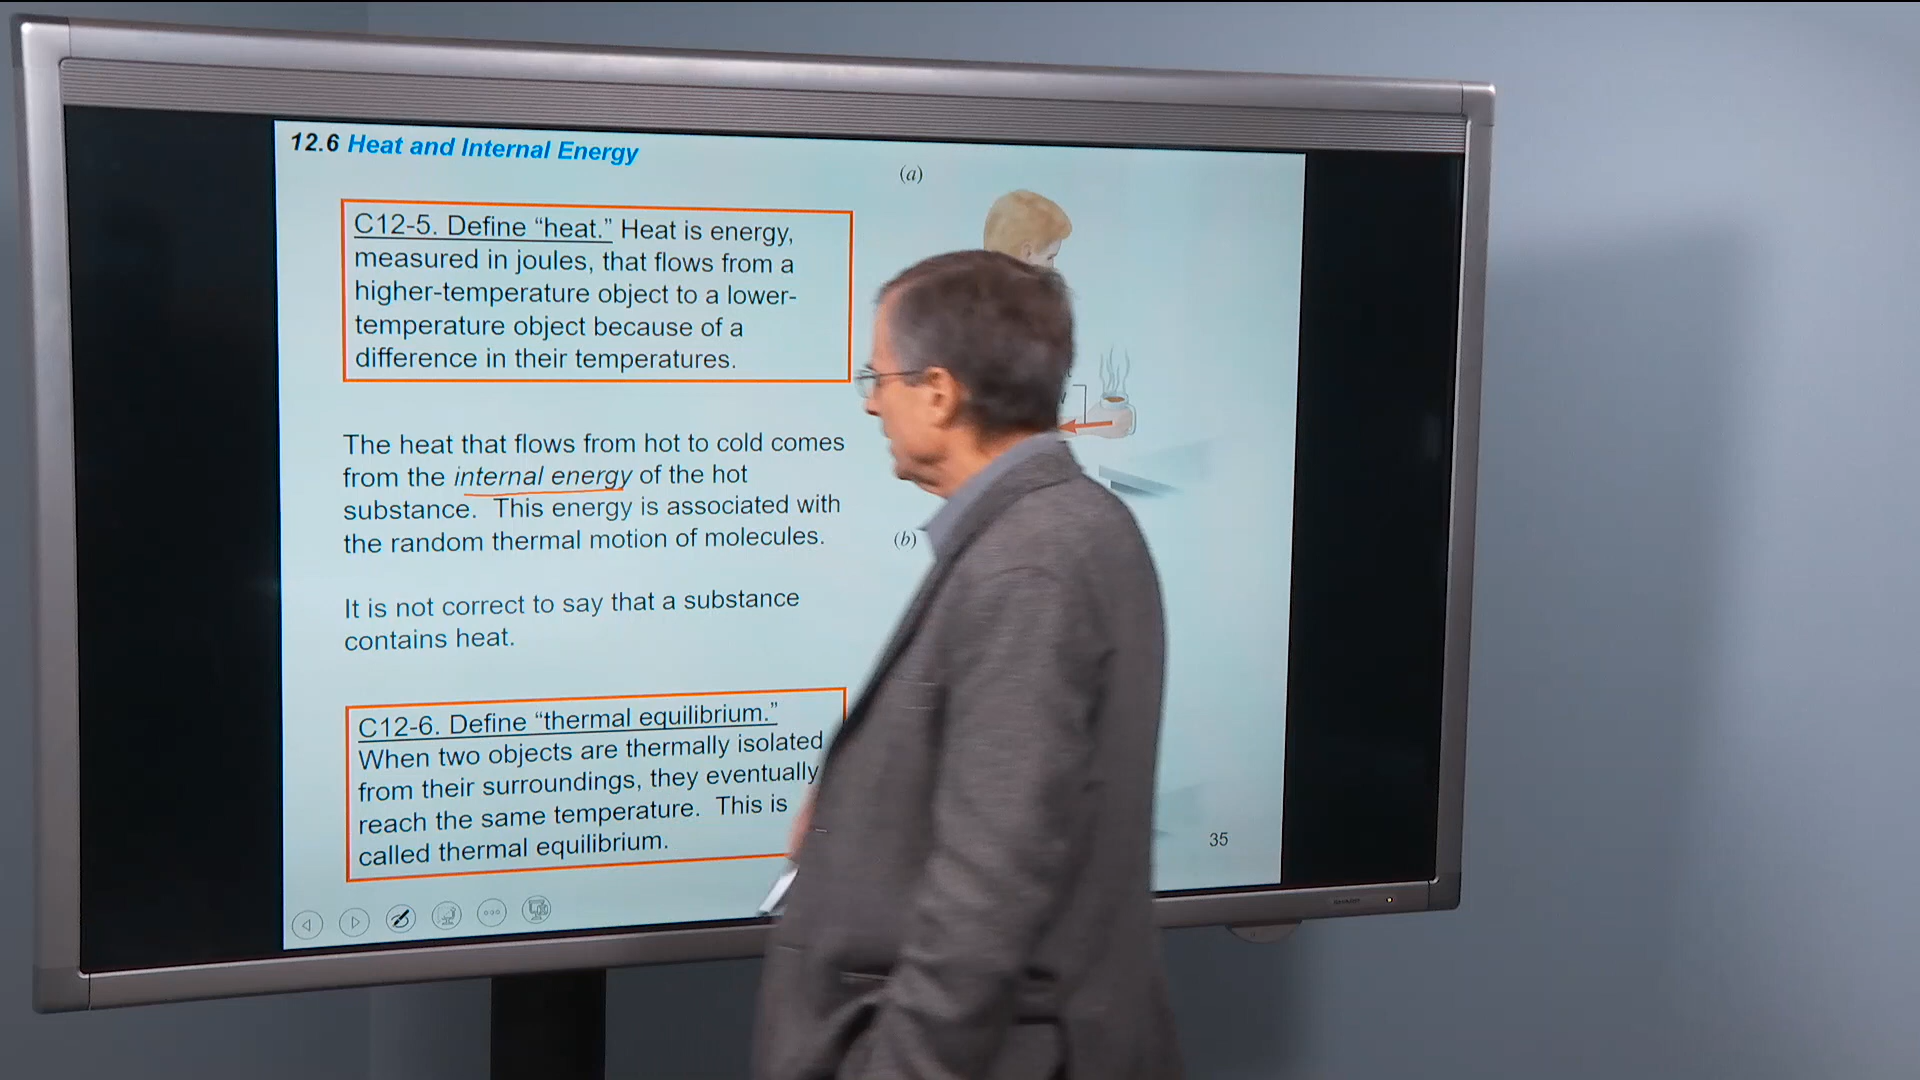 12.6 Heat and Internal Energy
(a)
C12-5. Define “heat.” Heat is energy,
measured in joules, that flows from a
higher-temperature object to a lower-
temperature object because of a
difference in their temperatures.
The heat that flows from hot to cold comes
from the internal energy of the hot
substance. This energy is associated with
the random thermal motion of molecules.
(b)
It is not correct to say that a substance
contains heat.
C12-6. Define “thermal equilibrium.”
When two objects are thermally isolated
from their surroundings, they eventually
reach the same temperature. This is
called thermal equilibrium.
35